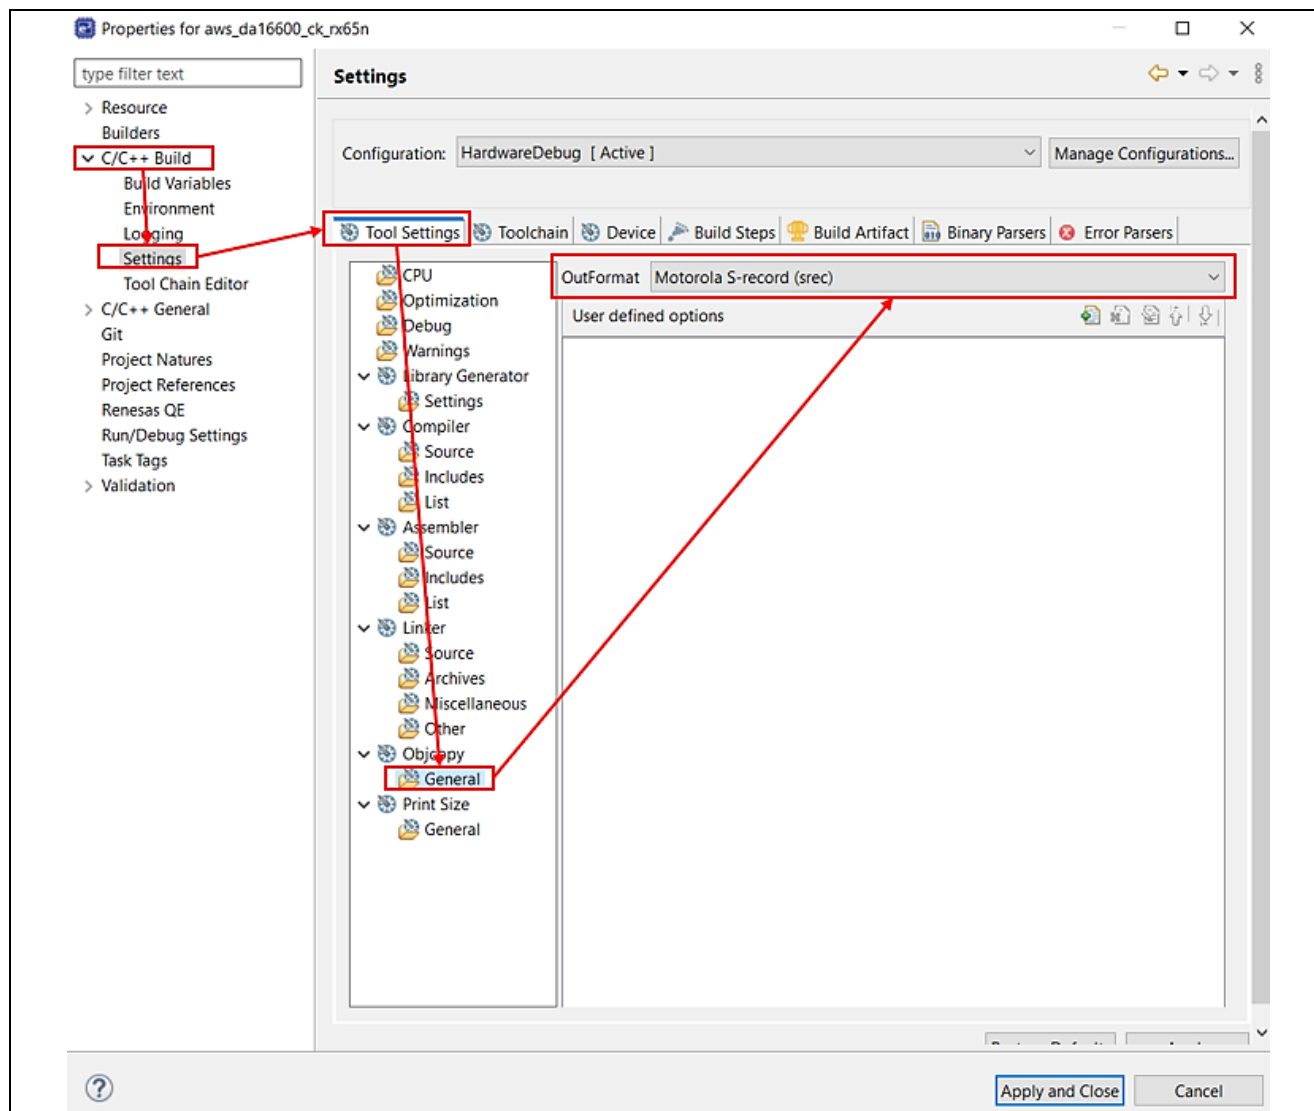 Properties for aws_da16600_ck_rx65n
type filter text
Resource
Builders
C/C++ Build
Build Variables
Environment
Logging
Settings
Tool Chain Editor
C/C++ General
Git
Project Natures
Project References
Renesas QE
Run/Debug Settings
Task Tags
Validation
Settings
Configuration: HardwareDebug [ Active ] Manage Configurations...
Tool Settings Toolchain Device Build Steps Build Artifact Binary Parsers Error Parsers
CPU
Optimization
Debug
Warnings
Library Generator
Settings
Compiler
Source
Includes
List
Assembler
Source
Includes
List
Linker
Source
Archives
Miscellaneous
Other
Objcopy
General
Print Size
General
OutFormat Motorola S-record (srec)
User defined options
Apply and Close Cancel